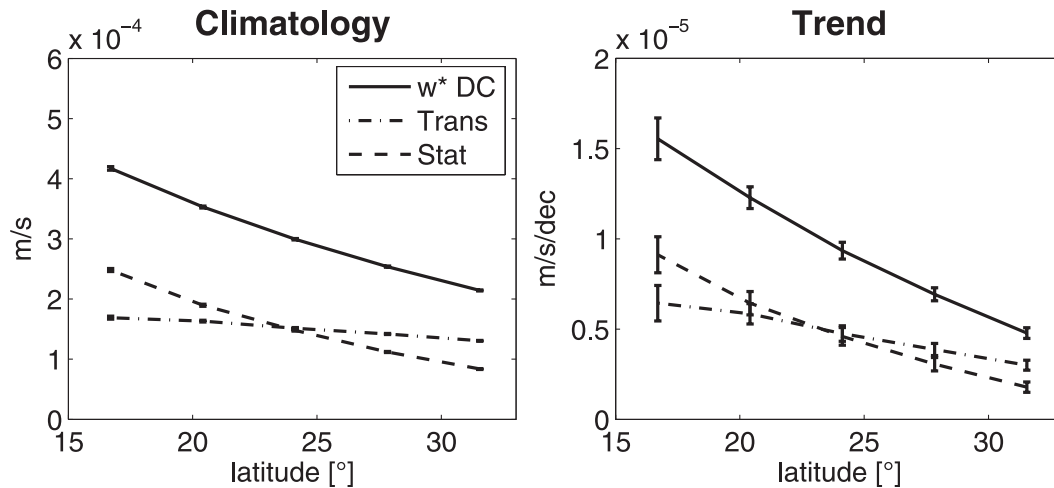 Climatology
x 10⁻⁴
6
5
4
3
2
1
0
m/s
w* DC
Trans
Stat
15 20 25 30
latitude [°]
Trend
x 10⁻⁵
2
1.5
1
0.5
0
m/s/dec
15 20 25 30
latitude [°]